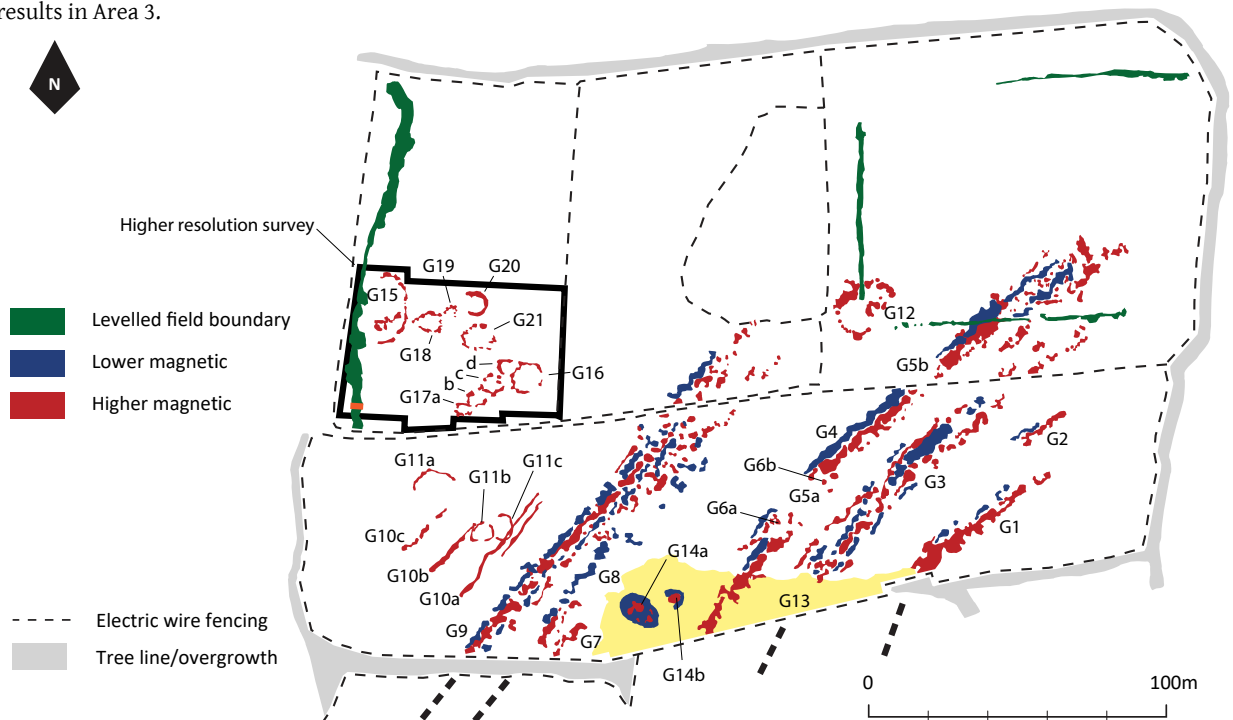 results in Area 3.
N
Higher resolution survey
G19
G20
G15
G21
G18
G12
d
c
G16
b
G17a
G5b
Levelled field boundary
Lower magnetic
Higher magnetic
G4
G2
G11a
G11b
G11c
G6b
G3
G5a
G6a
G1
G10c
G14a
G10b
G8
G10a
G13
G9
G7
G14b
Electric wire fencing
Tree line/overgrowth
0
100m